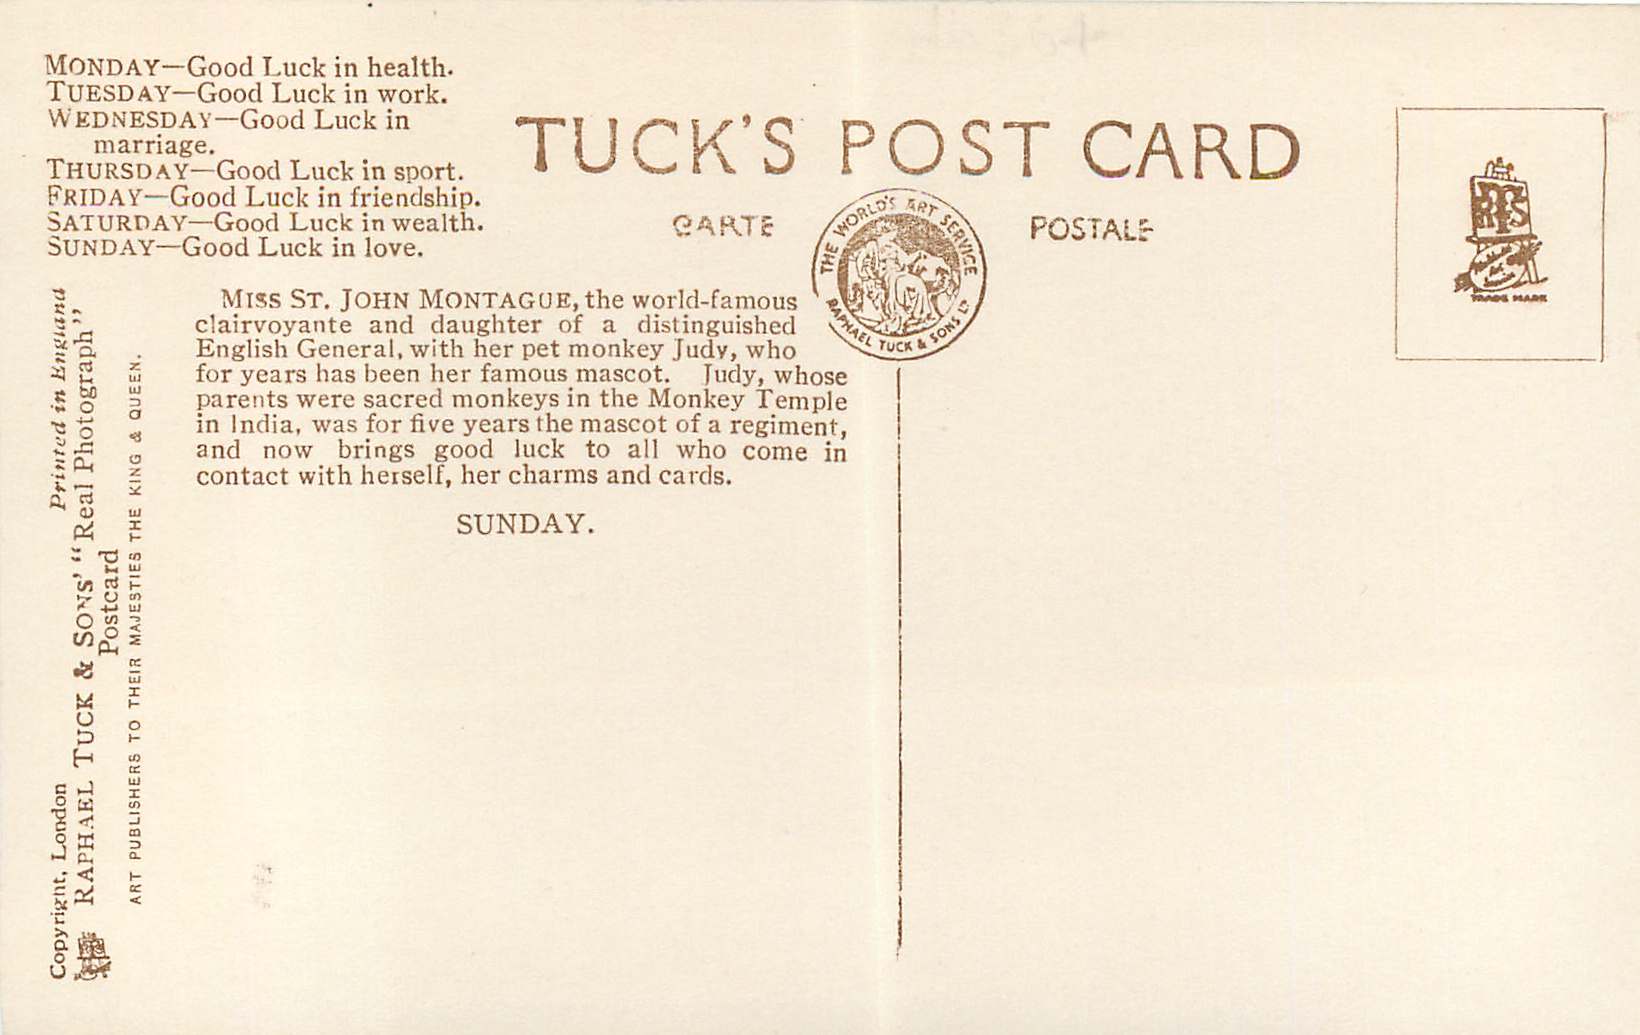 MONDAY—Good Luck in health.
TUESDAY—Good Luck in work.
WEDNESDAY—Good Luck in
marriage.
THURSDAY—Good Luck in sport.
FRIDAY—Good Luck in friendship.
SATURDAY—Good Luck in wealth.
SUNDAY—Good Luck in love.
TUCK'S POST CARD
CARTE POSTALE
THE WORLD'S ART SERVICE
RAPHAEL TUCK & SONS LD
TRADE MARK
MISS ST. JOHN MONTAGUE, the world-famous
clairvoyante and daughter of a distinguished
English General, with her pet monkey Judy, who
for years has been her famous mascot. Judy, whose
parents were sacred monkeys in the Monkey Temple
in India, was for five years the mascot of a regiment,
and now brings good luck to all who come in
contact with herself, her charms and cards.
SUNDAY.
Copyright, London Printed in England
RAPHAEL TUCK & SONS' "Real Photograph"
Postcard
ART PUBLISHERS TO THEIR MAJESTIES THE KING & QUEEN.